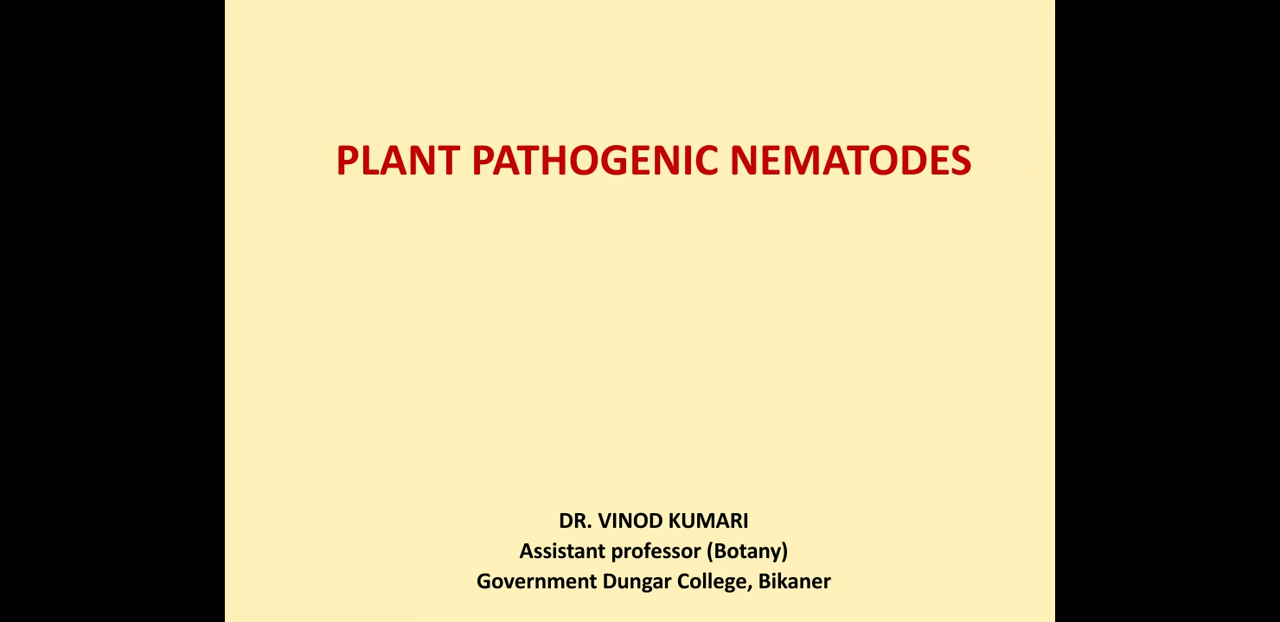 PLANT PATHOGENIC NEMATODES
DR. VINOD KUMARI
Assistant professor (Botany)
Government Dungar College, Bikaner